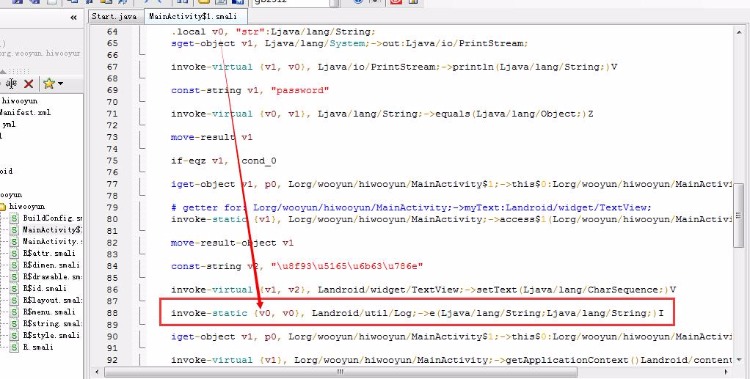 gb2312
Start.java
MainActivity$1.smali
«
org.wooyun.hiwooyun
hiwooyun
Manifest.xml
yml
oid
ooyun
hiwooyun
BuildConfig.sm
MainActivity$
MainActivity.
R$attr.smali
R$dimen.smali
R$drawable.sm
R$id.smali
R$layout.smal
R$menu.smali
R$string.smal
R$style.smali
R.smali
64 .local v0, "str":Ljava/lang/String;
65 sget-object v1, Ljava/lang/System;->out:Ljava/io/PrintStream;
66
67 invoke-virtual {v1, v0}, Ljava/io/PrintStream;->println(Ljava/lang/String;)V
68
69 const-string v1, "password"
70
71 invoke-virtual {v0, v1}, Ljava/lang/String;->equals(Ljava/lang/Object;)Z
72
73 move-result v1
74
75 if-eqz v1, cond_0
76
77 iget-object v1, p0, Lorg/wooyun/hiwooyun/MainActivity$1;->this$0:Lorg/wooyun/hiwooyun/MainActivi
78
79 # getter for: Lorg/wooyun/hiwooyun/MainActivity;->myText:Landroid/widget/TextView;
80 invoke-static {v1}, Lorg/wooyun/hiwooyun/MainActivity;->access$1(Lorg/wooyun/hiwooyun/MainActivi
81
82 move-result-object v1
83
84 const-string v2, "\u8f93\u5165\u6b63\u786e"
85
86 invoke-virtual {v1, v2}, Landroid/widget/TextView;->setText(Ljava/lang/CharSequence;)V
87
88 invoke-static {v0, v0}, Landroid/util/Log;->e(Ljava/lang/String;Ljava/lang/String;)I
89
90 iget-object v1, p0, Lorg/wooyun/hiwooyun/MainActivity$1;->this$0:Lorg/wooyun/hiwooyun/MainActivi
91
92 invoke-virtual {v1}, Lorg/wooyun/hiwooyun/MainActivity;->getApplicationContext()Landroid/content